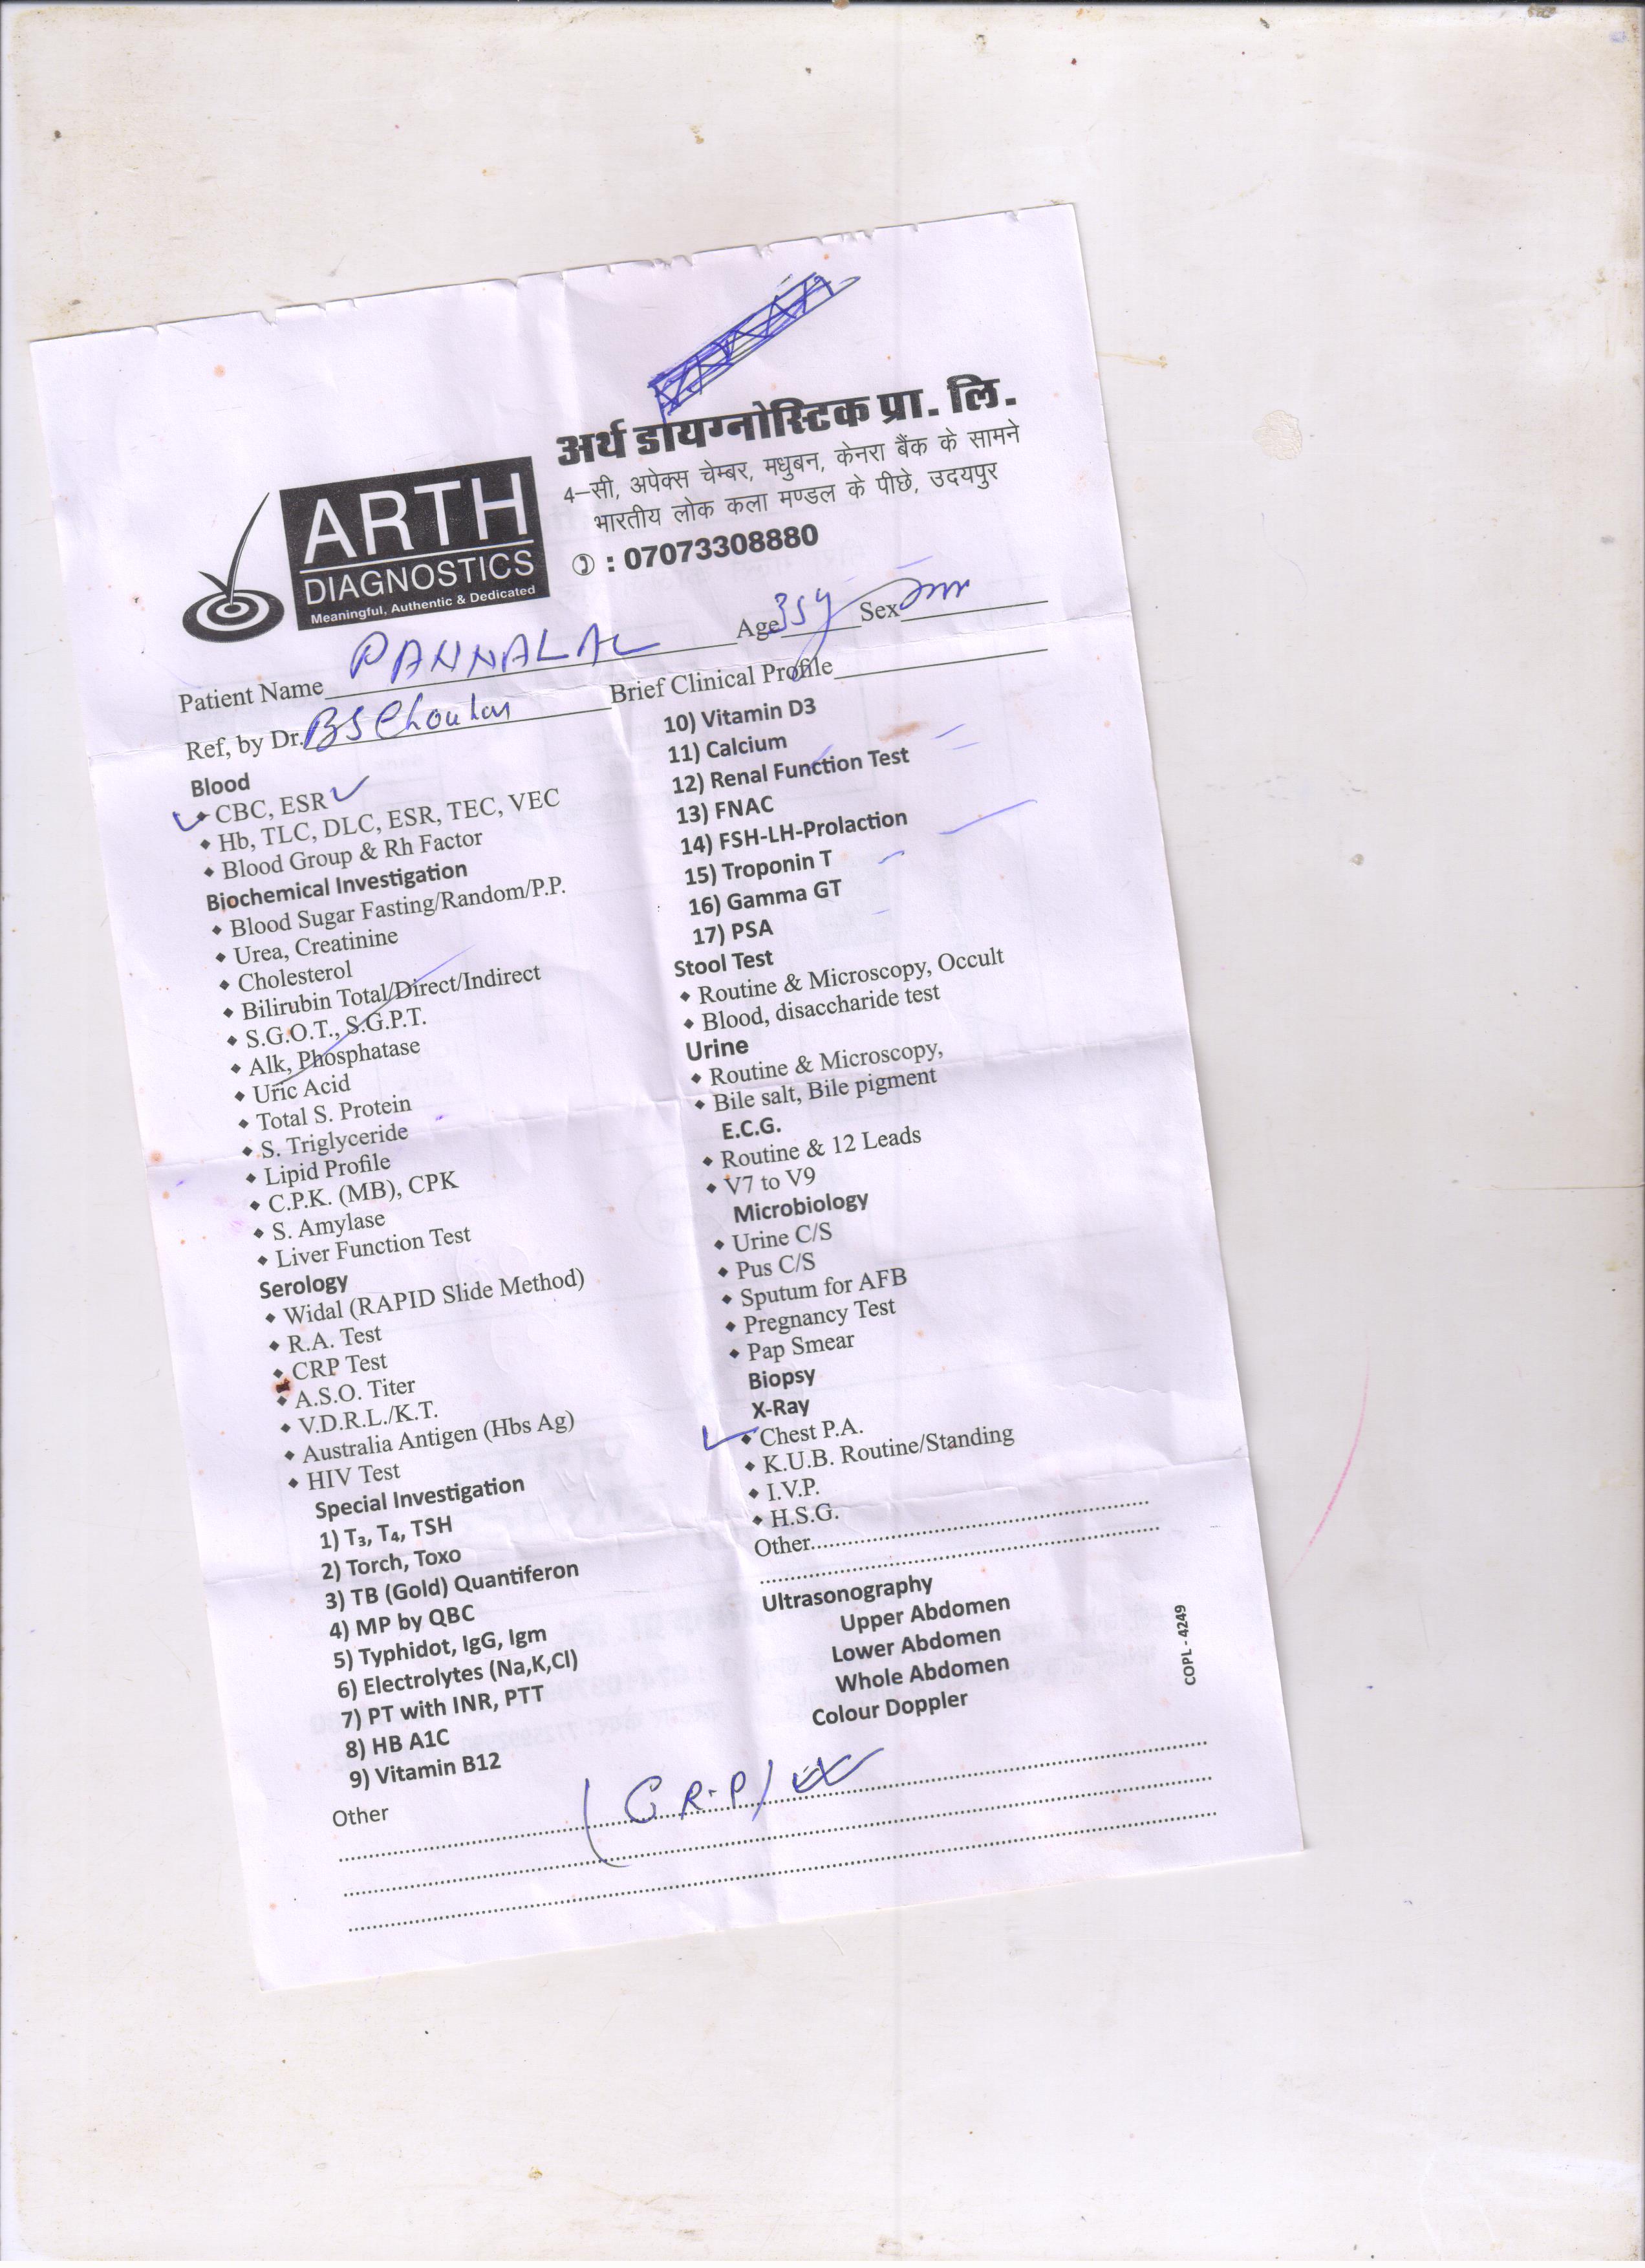 अर्थ डायग्नोस्टिक प्रा. लि.
4–सी, अपेक्स चेम्बर, मधुबन, केनरा बैंक के सामने
भारतीय लोक कला मण्डल के पीछे, उदयपुर
: 07073308880
ARTH
DIAGNOSTICS
Meaningful, Authentic & Dedicated
Patient Name PANNALAL Age 35y Sex
Ref, by Dr. BS Chouhan Brief Clinical Profile
Blood
CBC, ESR
Hb, TLC, DLC, ESR, TEC, VEC
Blood Group & Rh Factor
Biochemical Investigation
Blood Sugar Fasting/Random/P.P.
Urea, Creatinine
Cholesterol
Bilirubin Total/Direct/Indirect
S.G.O.T., S.G.P.T.
Alk, Phosphatase
Uric Acid
Total S. Protein
S. Triglyceride
Lipid Profile
C.P.K. (MB), CPK
S. Amylase
Liver Function Test
Serology
Widal (RAPID Slide Method)
R.A. Test
CRP Test
A.S.O. Titer
V.D.R.L./K.T.
Australia Antigen (Hbs Ag)
HIV Test
Special Investigation
1) T₃, T₄, TSH
2) Torch, Toxo
3) TB (Gold) Quantiferon
4) MP by QBC
5) Typhidot, IgG, Igm
6) Electrolytes (Na,K,Cl)
7) PT with INR, PTT
8) HB A1C
9) Vitamin B12
10) Vitamin D3
11) Calcium
12) Renal Function Test
13) FNAC
14) FSH-LH-Prolaction
15) Troponin T
16) Gamma GT
17) PSA
Stool Test
Routine & Microscopy, Occult
Blood, disaccharide test
Urine
Routine & Microscopy,
Bile salt, Bile pigment
E.C.G.
Routine & 12 Leads
V7 to V9
Microbiology
Urine C/S
Pus C/S
Sputum for AFB
Pregnancy Test
Pap Smear
Biopsy
X-Ray
Chest P.A.
K.U.B. Routine/Standing
I.V.P.
H.S.G.
Other
Ultrasonography
Upper Abdomen
Lower Abdomen
Whole Abdomen
Colour Doppler
COPL - 4249
Other
(C R-P)